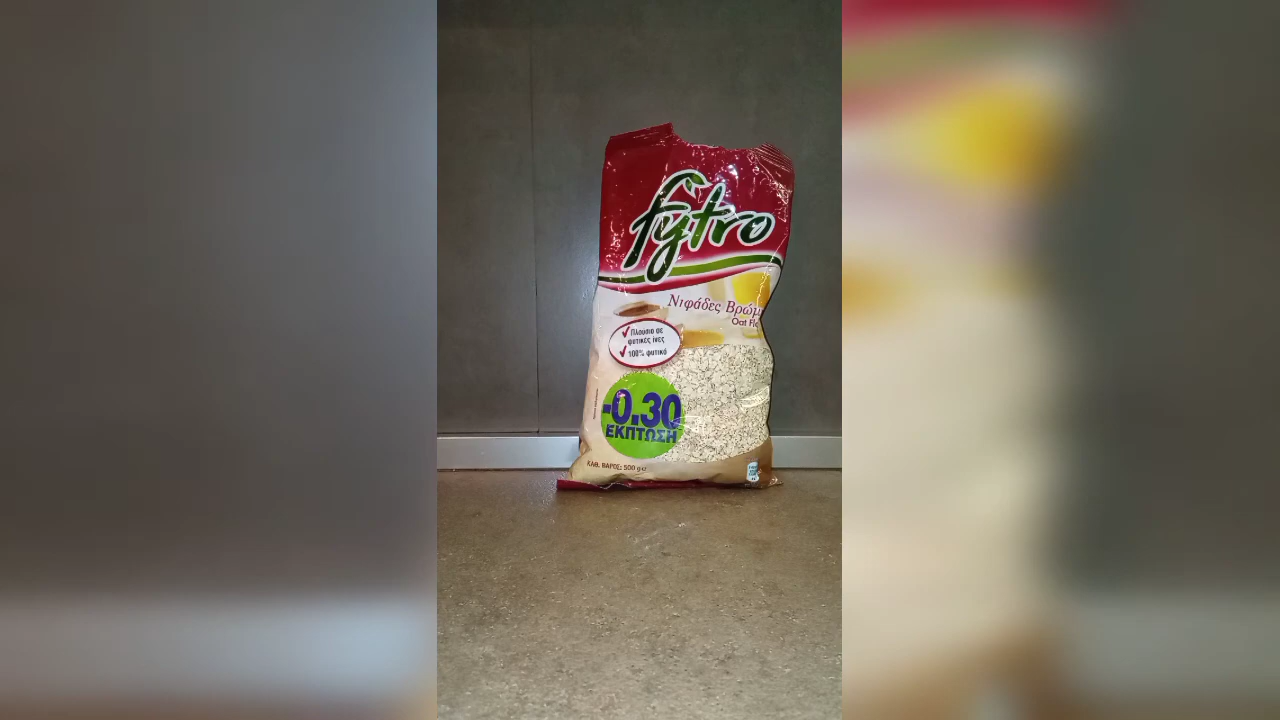 fytro
Νιφάδες Βρώμ
Oat Fl
Πλούσιο σε
φυτικές ίνες
100% φυτικό
-0.30
ΕΚΠΤΩΣΗ
ΚΑΘ. ΒΑΡΟΣ: 500 g℮